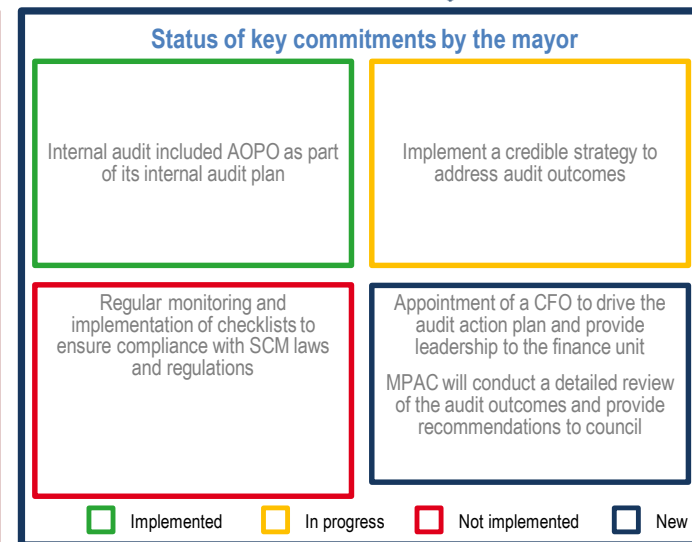 Status of key commitments by the mayor
Internal audit included AOPO as part
of its internal audit plan
Implement a credible strategy to
address audit outcomes
Regular monitoring and
implementation of checklists to
ensure compliance with SCM laws
and regulations
Appointment of a CFO to drive the
audit action plan and provide
leadership to the finance unit
MPAC will conduct a detailed review
of the audit outcomes and provide
recommendations to council
Implemented
In progress
Not implemented
New